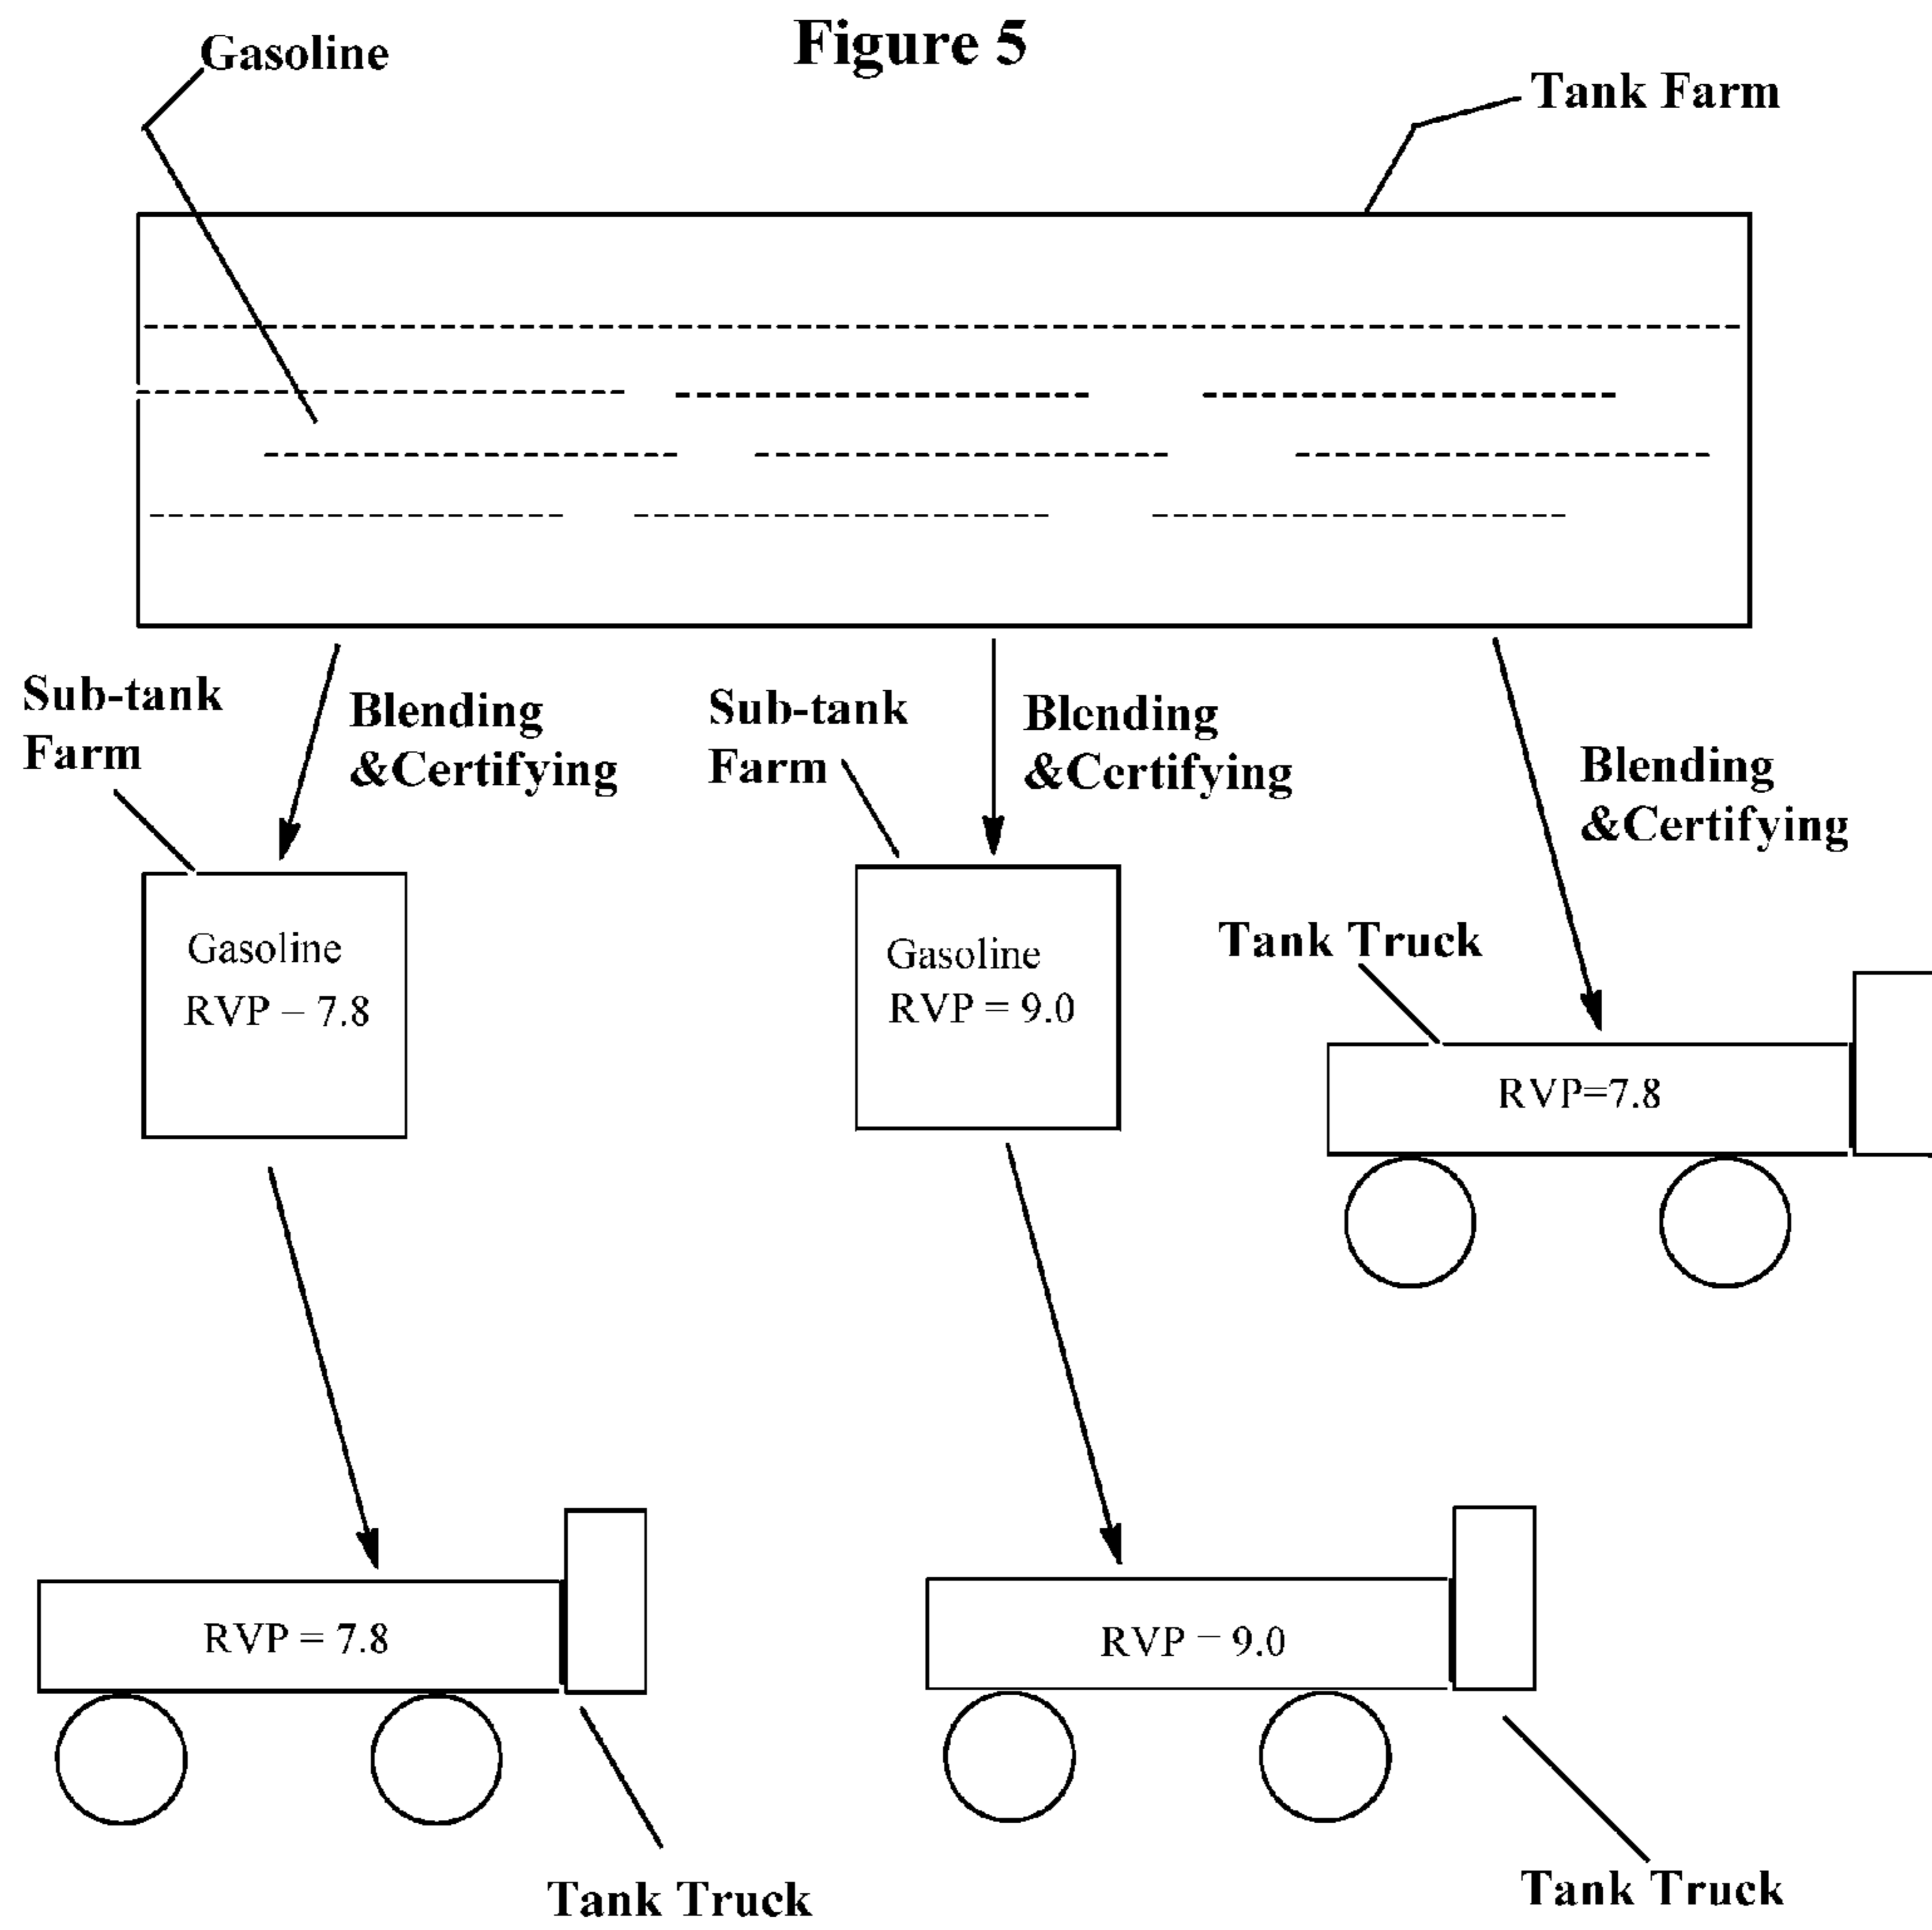 Figure 5
Gasoline
Tank Farm
Sub-tank
Farm
Blending
&Certifying
Sub-tank
Farm
Blending
&Certifying
Blending
&Certifying
Gasoline
RVP – 7.8
Gasoline
RVP = 9.0
Tank Truck
RVP=7.8
RVP = 7.8
RVP – 9.0
Tank Truck
Tank Truck